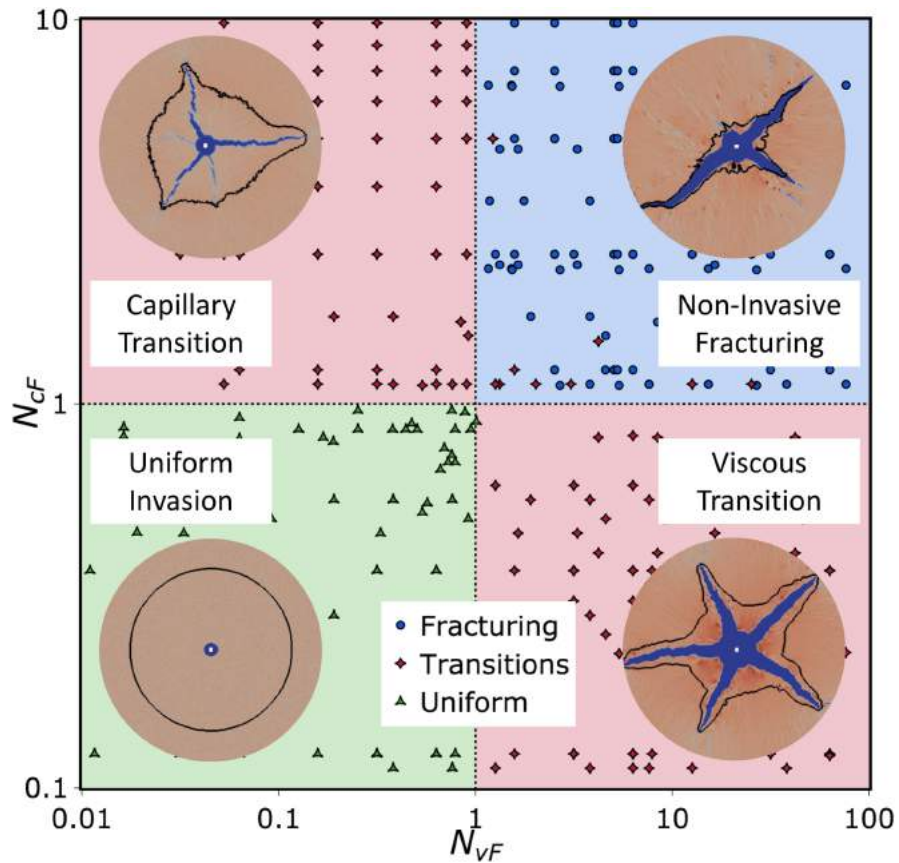 10
Capillary
Transition
Non-Invasive
Fracturing
N_cF
1
Uniform
Invasion
Viscous
Transition
Fracturing
Transitions
Uniform
0.1
0.01
0.1
1
10
100
N_vF